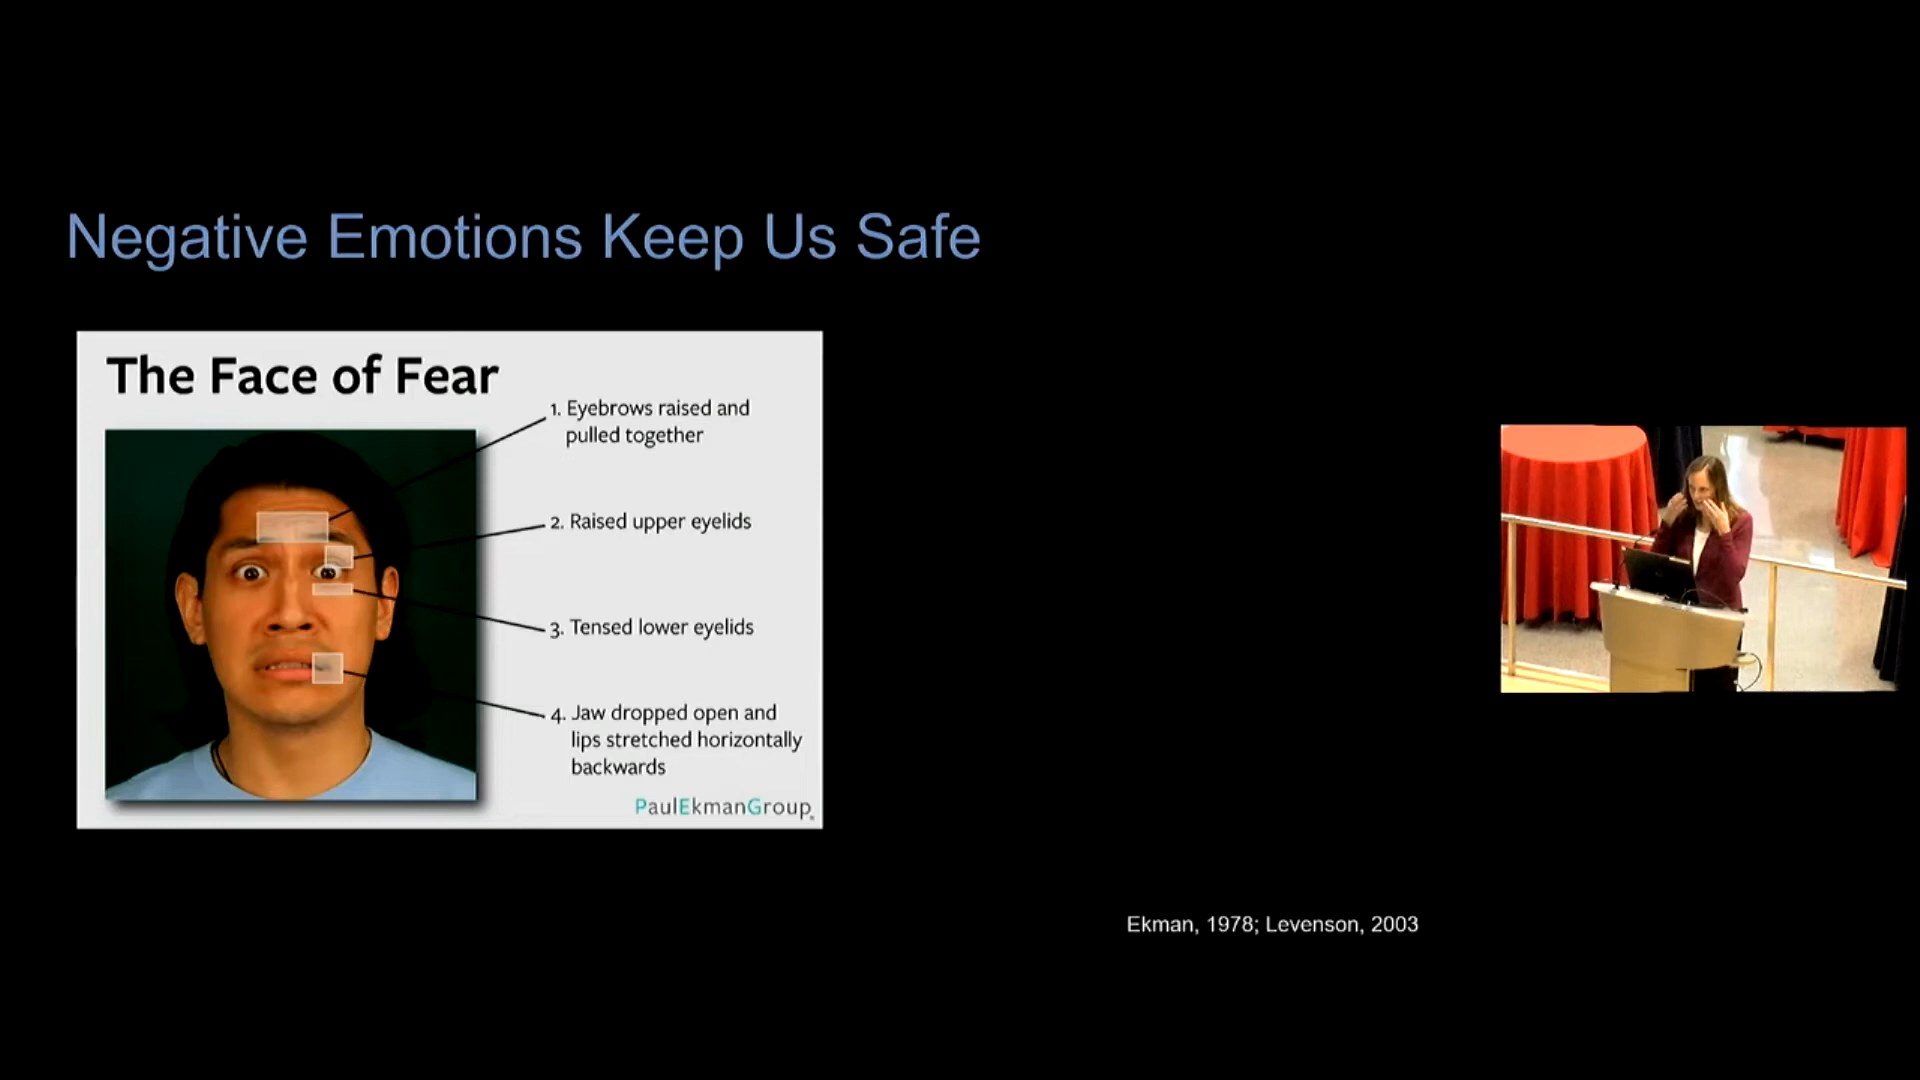 Negative Emotions Keep Us Safe
The Face of Fear
1. Eyebrows raised and
pulled together
2. Raised upper eyelids
3. Tensed lower eyelids
4. Jaw dropped open and
lips stretched horizontally
backwards
PaulEkmanGroup
Ekman, 1978; Levenson, 2003